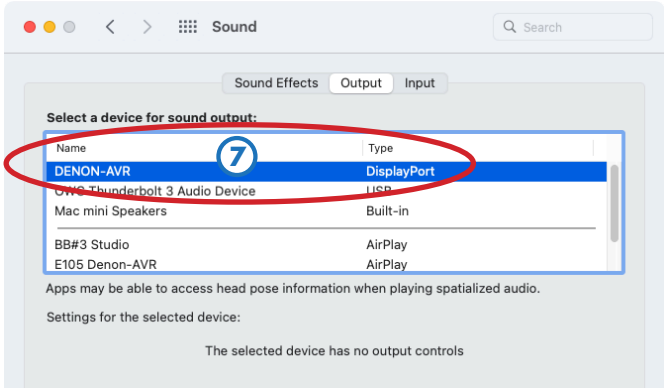 Sound
Search
Sound Effects Output Input
Select a device for sound output:
Name Type
7
DENON-AVR DisplayPort
OWC Thunderbolt 3 Audio Device USB
Mac mini Speakers Built-in
BB#3 Studio AirPlay
E105 Denon-AVR AirPlay
Apps may be able to access head pose information when playing spatialized audio.
Settings for the selected device:
The selected device has no output controls